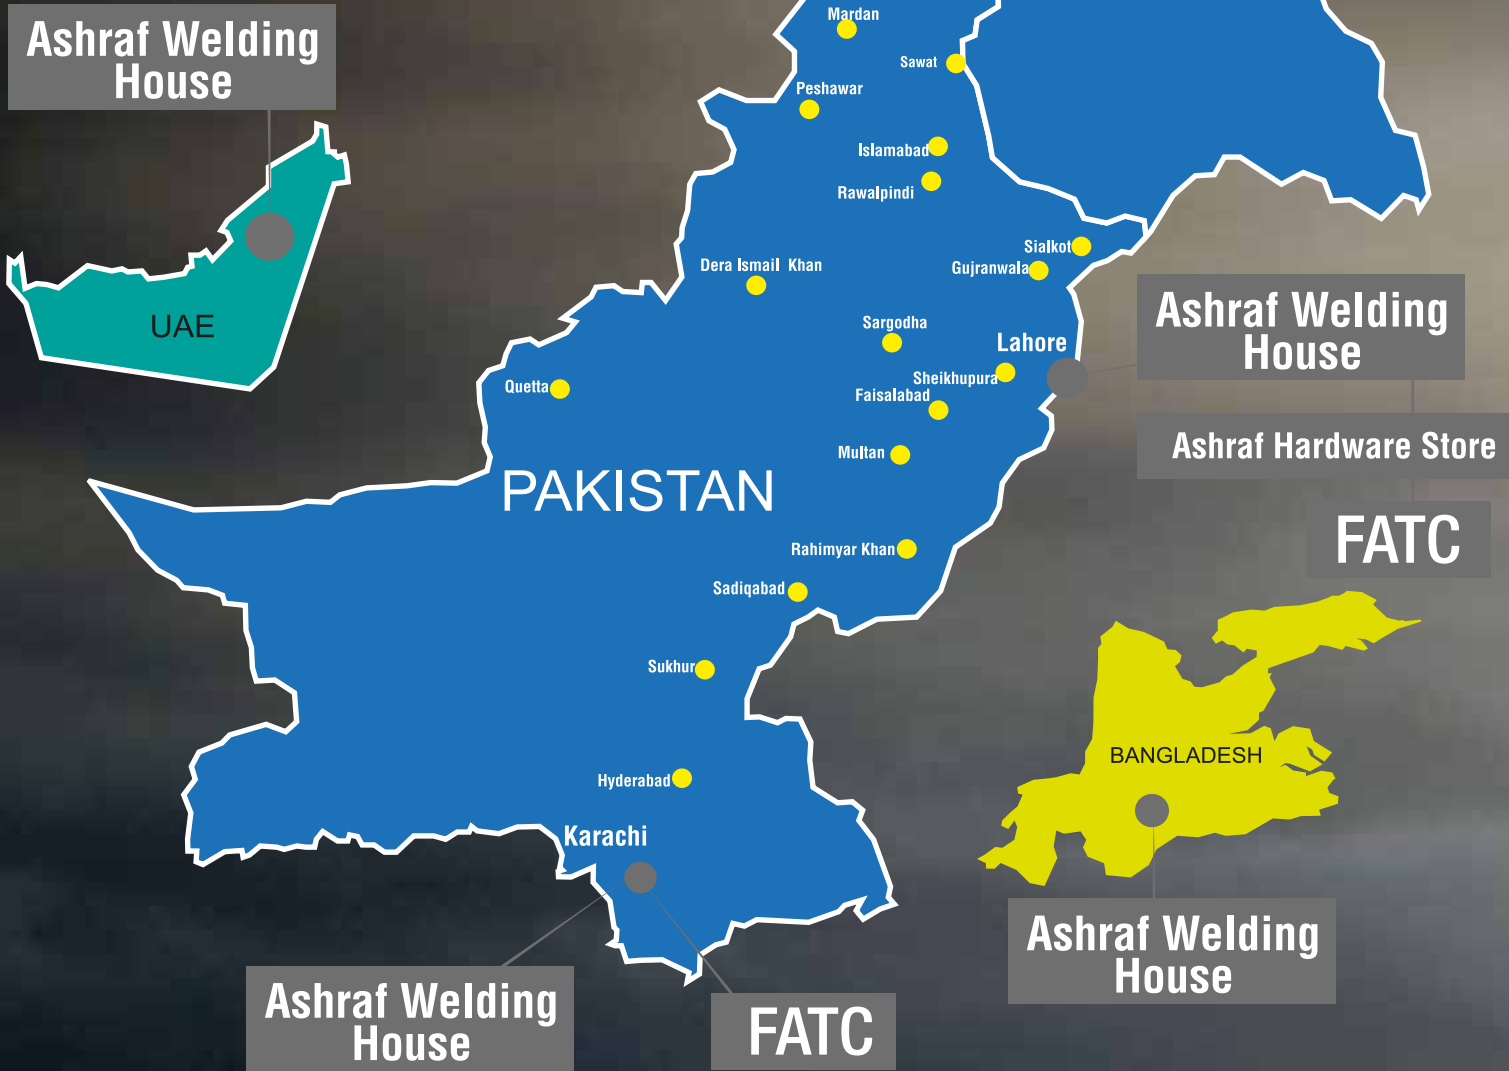 Ashraf Welding
House
UAE
Mardan
Sawat
Peshawar
Islamabad
Rawalpindi
Sialkot
Gujranwala
Dera Ismail Khan
Sargodha
Lahore
Sheikhupura
Faisalabad
Quetta
Multan
PAKISTAN
Rahimyar Khan
Sadiqabad
Sukhur
Hyderabad
Karachi
Ashraf Welding
House
Ashraf Hardware Store
FATC
BANGLADESH
Ashraf Welding
House
Ashraf Welding
House
FATC